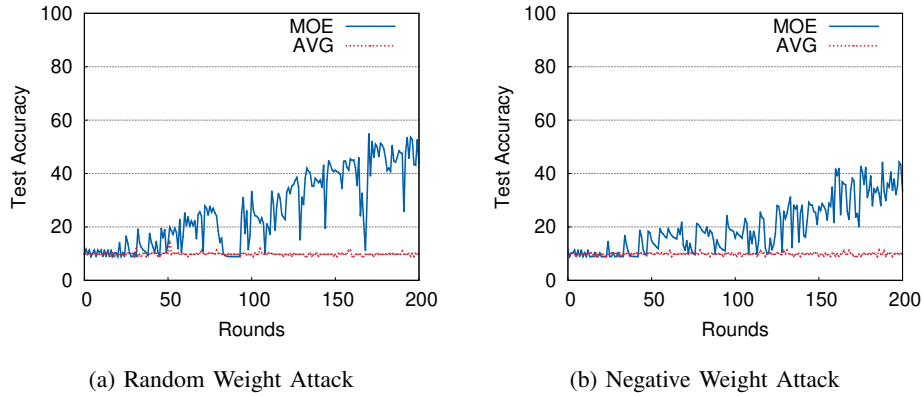 100
80
60
40
20
0
0 50 100 150 200
Test Accuracy
Rounds
MOE
AVG
(a) Random Weight Attack
100
80
60
40
20
0
0 50 100 150 200
Test Accuracy
Rounds
MOE
AVG
(b) Negative Weight Attack